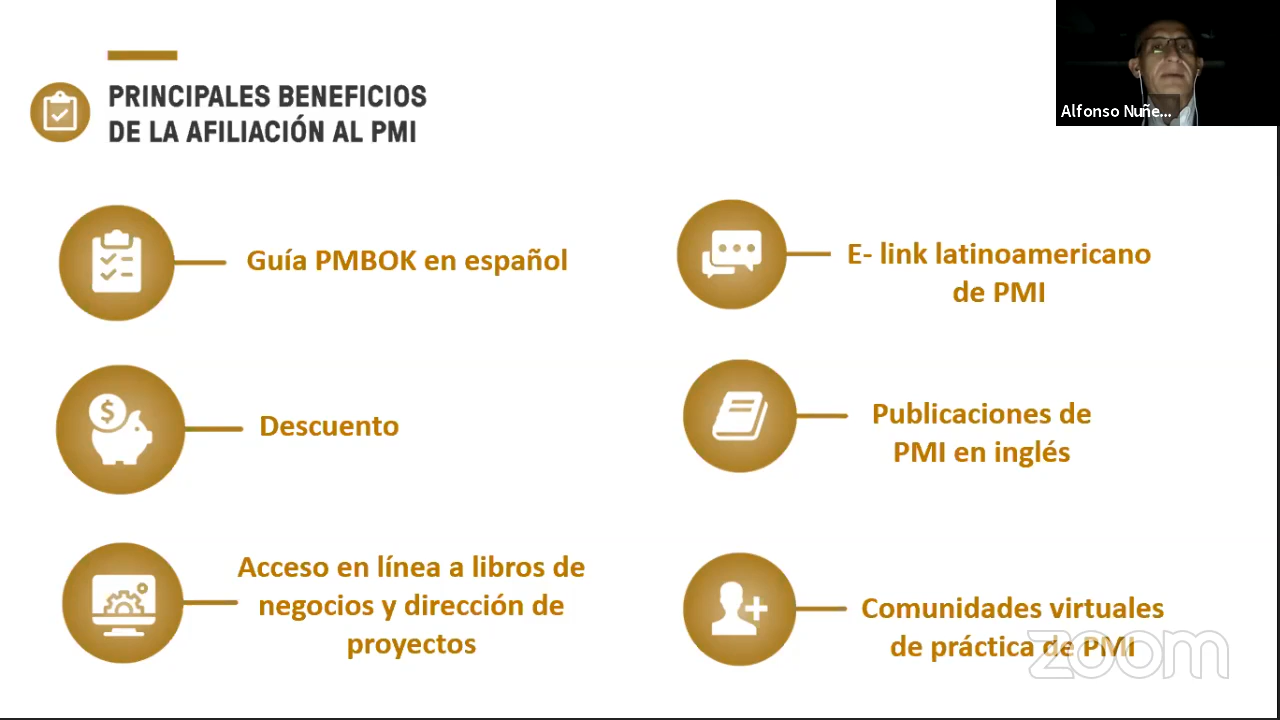 PRINCIPALES BENEFICIOS
DE LA AFILIACIÓN AL PMI
Alfonso Nuñe...
Guía PMBOK en español
Descuento
Acceso en línea a libros de
negocios y dirección de
proyectos
E- link latinoamericano
de PMI
Publicaciones de
PMI en inglés
Comunidades virtuales
de práctica de PMI
zoom